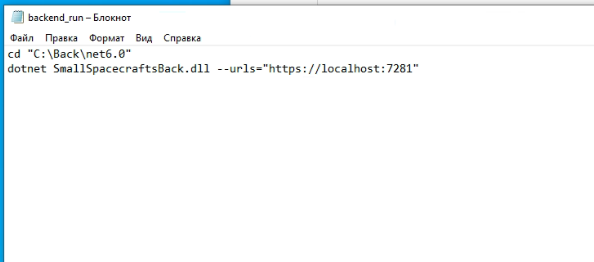 backend_run – Блокнот
Файл Правка Формат Вид Справка
cd "C:\Back\net6.0"
dotnet SmallSpacecraftsBack.dll --urls="https://localhost:7281"